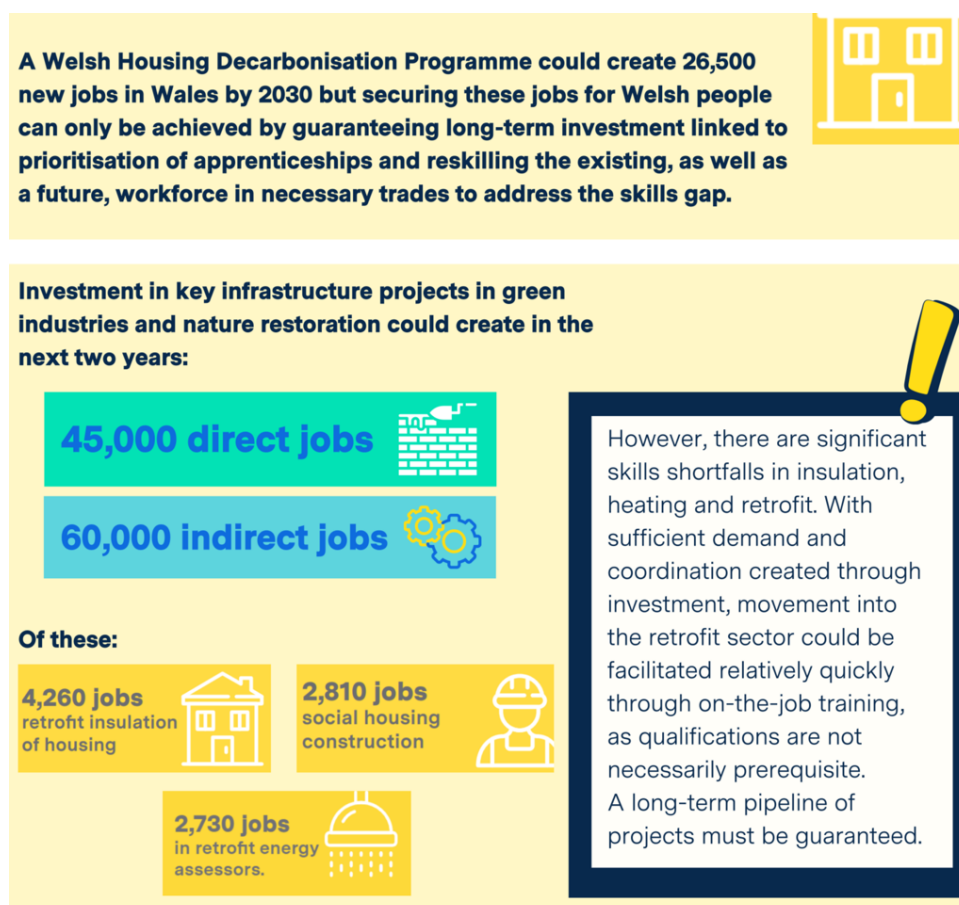 A Welsh Housing Decarbonisation Programme could create 26,500
new jobs in Wales by 2030 but securing these jobs for Welsh people
can only be achieved by guaranteeing long-term investment linked to
prioritisation of apprenticeships and reskilling the existing, as well as
a future, workforce in necessary trades to address the skills gap.
Investment in key infrastructure projects in green
industries and nature restoration could create in the
next two years:
45,000 direct jobs
60,000 indirect jobs
Of these:
4,260 jobs
retrofit insulation
of housing
2,810 jobs
social housing
construction
2,730 jobs
in retrofit energy
assessors.
However, there are significant
skills shortfalls in insulation,
heating and retrofit. With
sufficient demand and
coordination created through
investment, movement into
the retrofit sector could be
facilitated relatively quickly
through on-the-job training,
as qualifications are not
necessarily prerequisite.
A long-term pipeline of
projects must be guaranteed.